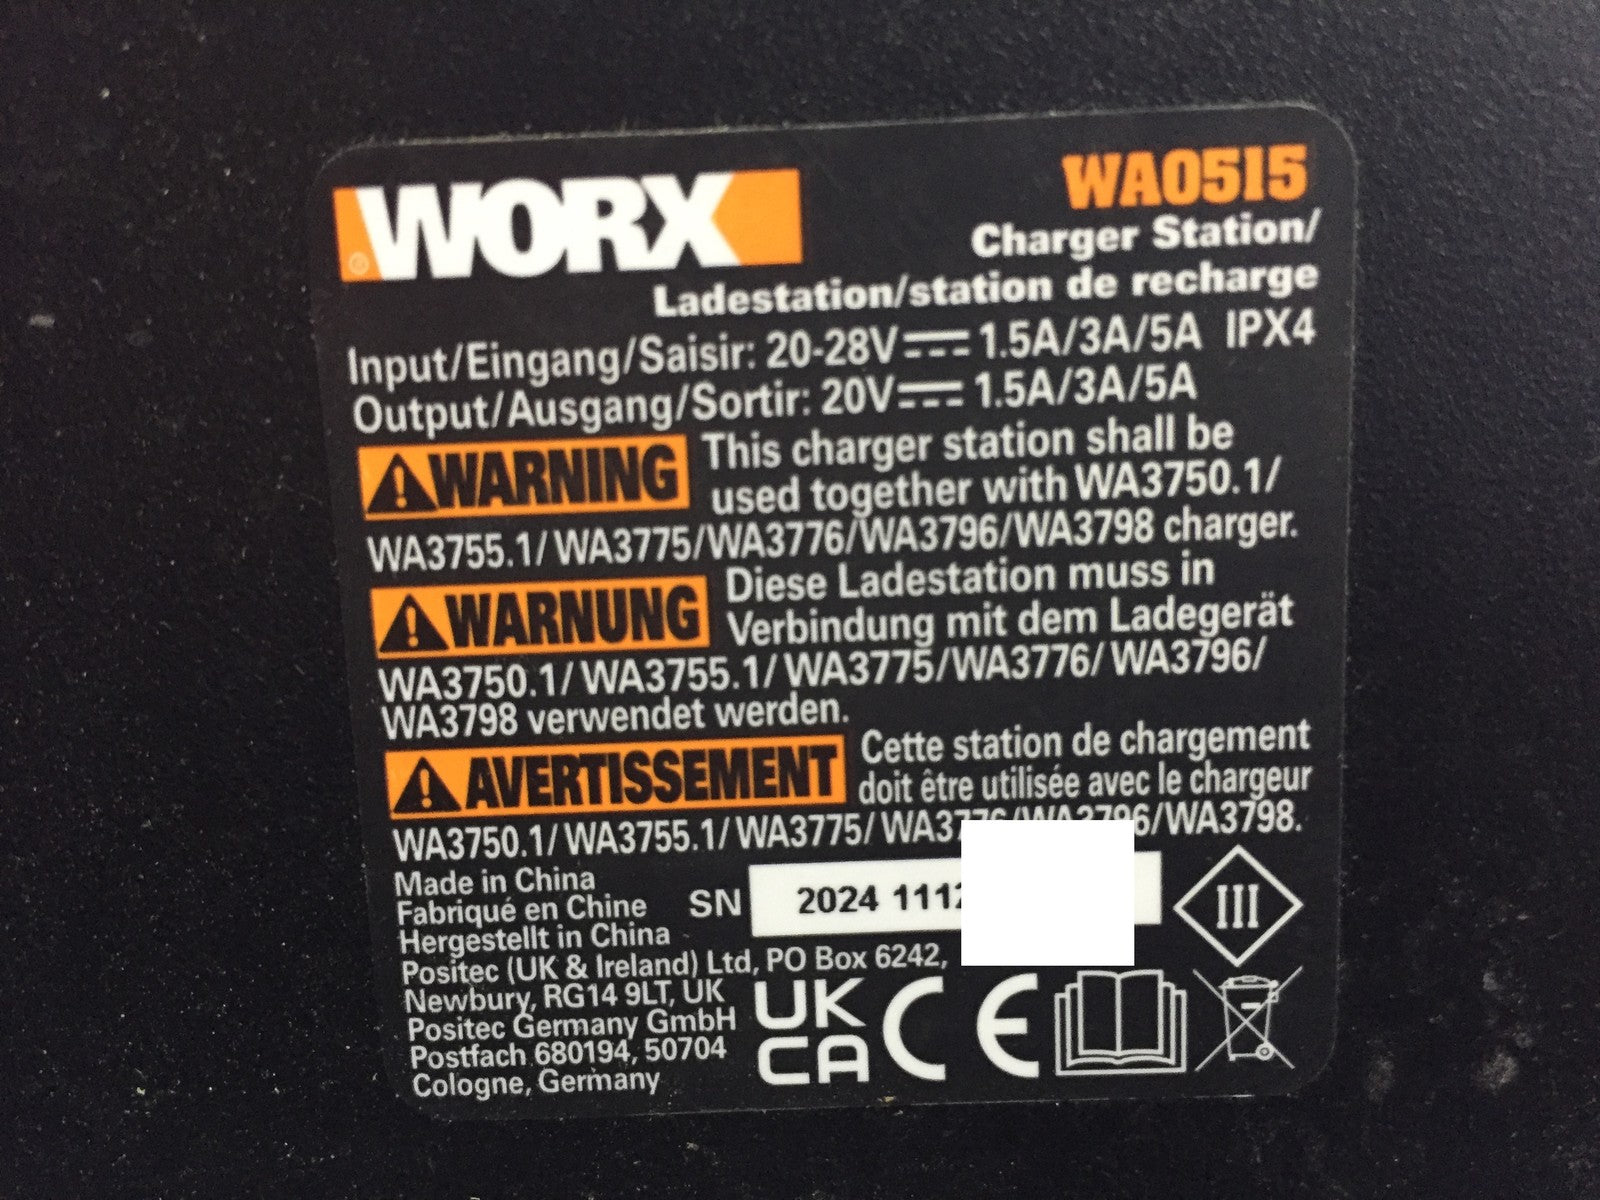 WORX
WA0515
Charger Station/
Ladestation/station de recharge
Input/Eingang/Saisir: 20-28V⎓1.5A/3A/5A IPX4
Output/Ausgang/Sortir: 20V⎓1.5A/3A/5A
WARNING This charger station shall be
used together with WA3750.1/
WA3755.1/ WA3775/WA3776/WA3796/WA3798 charger.
WARNUNG Diese Ladestation muss in
Verbindung mit dem Ladegerät
WA3750.1/ WA3755.1/ WA3775/WA3776/ WA3796/
WA3798 verwendet werden.
AVERTISSEMENT Cette station de chargement
doit être utilisée avec le chargeur
WA3750.1/ WA3755.1/ WA3775/ WA3776/WA3796/WA3798.
Made in China
Fabriqué en Chine
Hergestellt in China
SN 2024 1112
III
Positec (UK & Ireland) Ltd, PO Box 6242,
Newbury, RG14 9LT, UK
Positec Germany GmbH
Postfach 680194, 50704
Cologne, Germany
UK
CA
CE